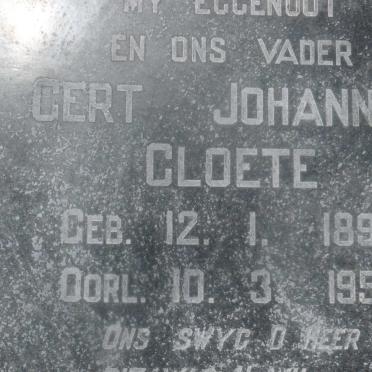 MY EGGENOOT
EN ONS VADER
GERT JOHANN
CLOETE
GEB. 12. 1. 189
OORL. 10. 3 195
ONS SWYG O HEER